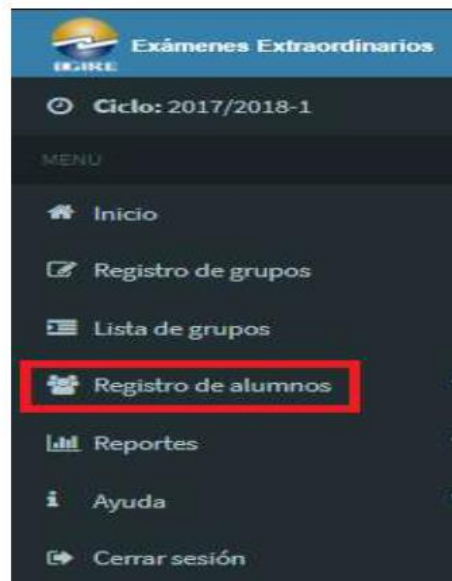 Exámenes Extraordinarios
DGIRE
Ciclo: 2017/2018-1
MENU
Inicio
Registro de grupos
Lista de grupos
Registro de alumnos
Reportes
Ayuda
Cerrar sesión